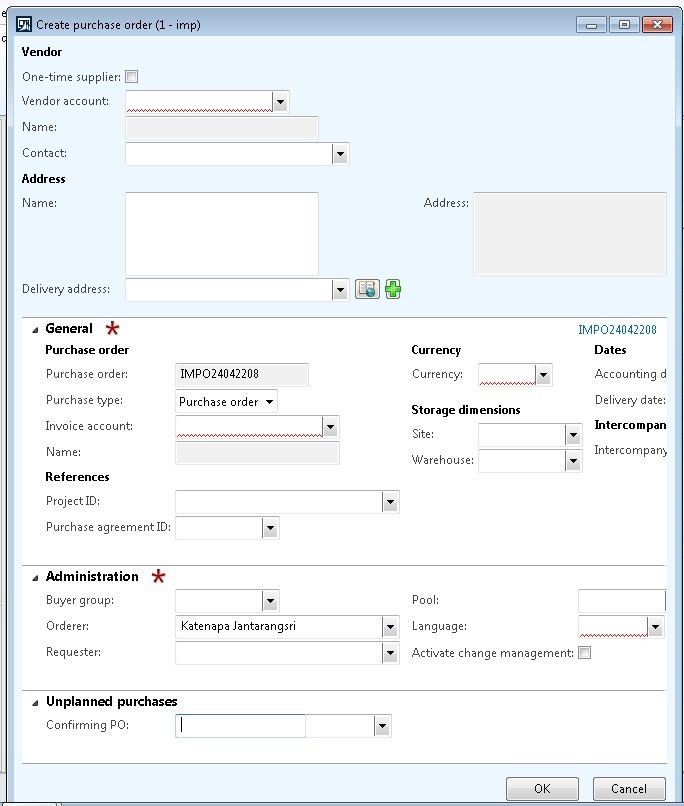 Create purchase order (1 - imp)
Vendor
One-time supplier:
Vendor account:
Name:
Contact:
Address
Name:
Address:
Delivery address:
General *
IMPO24042208
Purchase order
Currency
Dates
Purchase order: IMPO24042208
Currency:
Accounting d
Purchase type: Purchase order
Delivery date:
Storage dimensions
Invoice account:
Site:
Intercompan
Name:
Warehouse:
Intercompany
References
Project ID:
Purchase agreement ID:
Administration *
Buyer group:
Pool:
Orderer: Katenapa Jantarangsri
Language:
Requester:
Activate change management:
Unplanned purchases
Confirming PO:
OK
Cancel